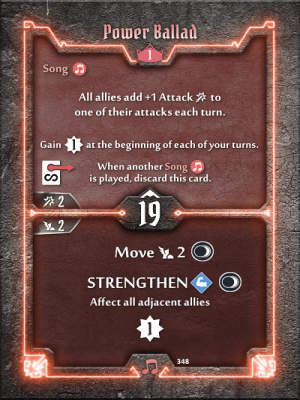 Power Ballad
1
Song
All allies add +1 Attack to
one of their attacks each turn.
Gain 1 at the beginning of each of your turns.
When another Song
is played, discard this card.
2
19
2
Move 2
STRENGTHEN
Affect all adjacent allies
1
348